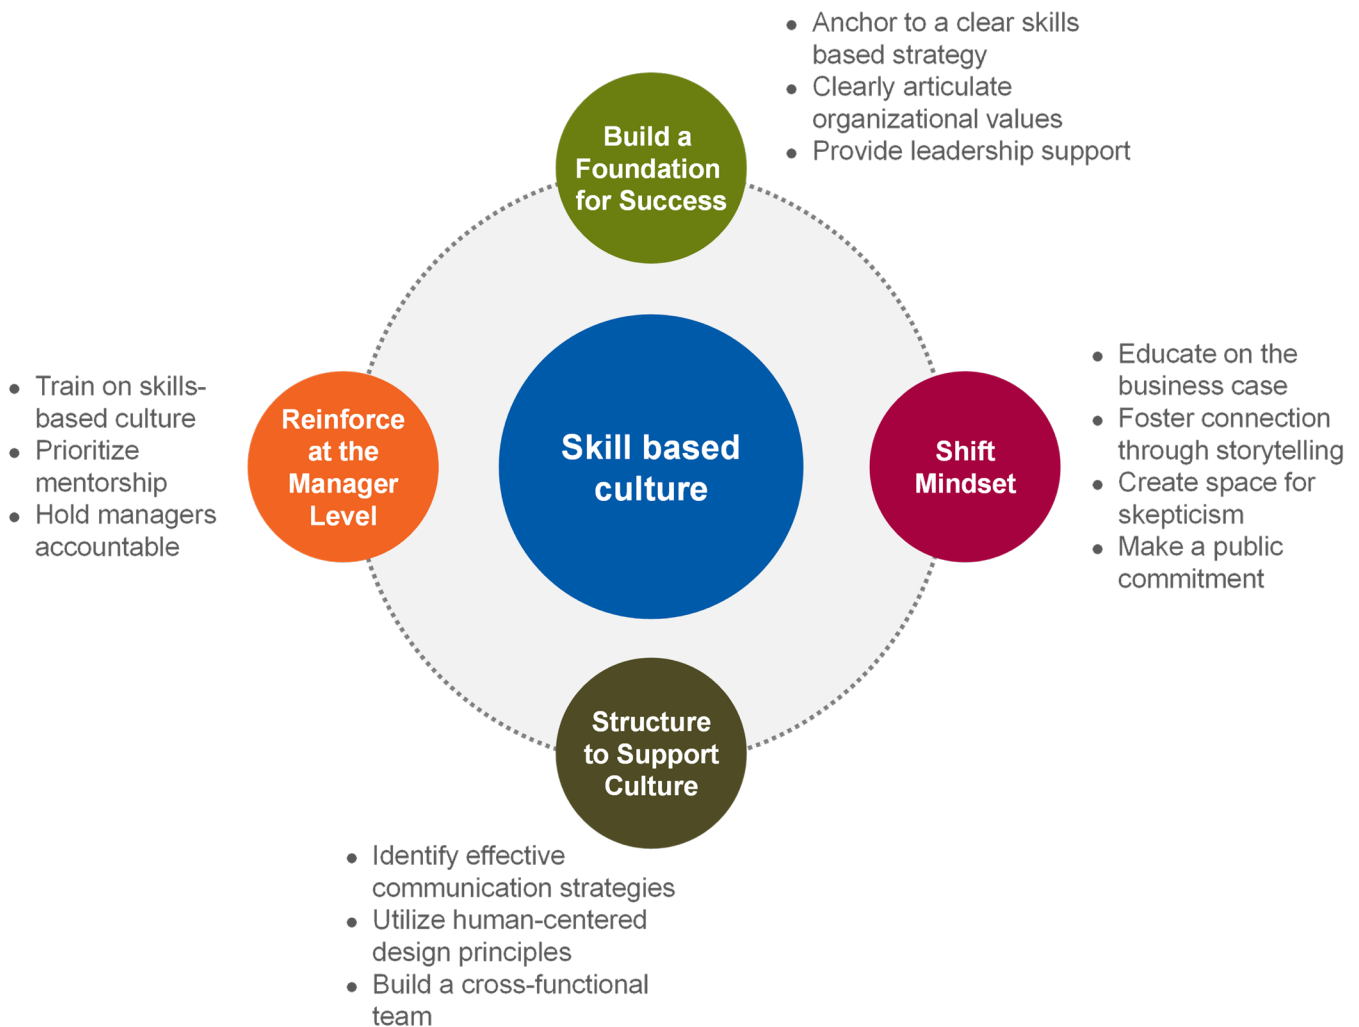 Anchor to a clear skills
based strategy
Clearly articulate
organizational values
Provide leadership support
Build a
Foundation
for Success
Educate on the
business case
Foster connection
through storytelling
Create space for
skepticism
Make a public
commitment
Shift
Mindset
Skill based
culture
Train on skills-
based culture
Prioritize
mentorship
Hold managers
accountable
Reinforce
at the
Manager
Level
Structure
to Support
Culture
Identify effective
communication strategies
Utilize human-centered
design principles
Build a cross-functional
team